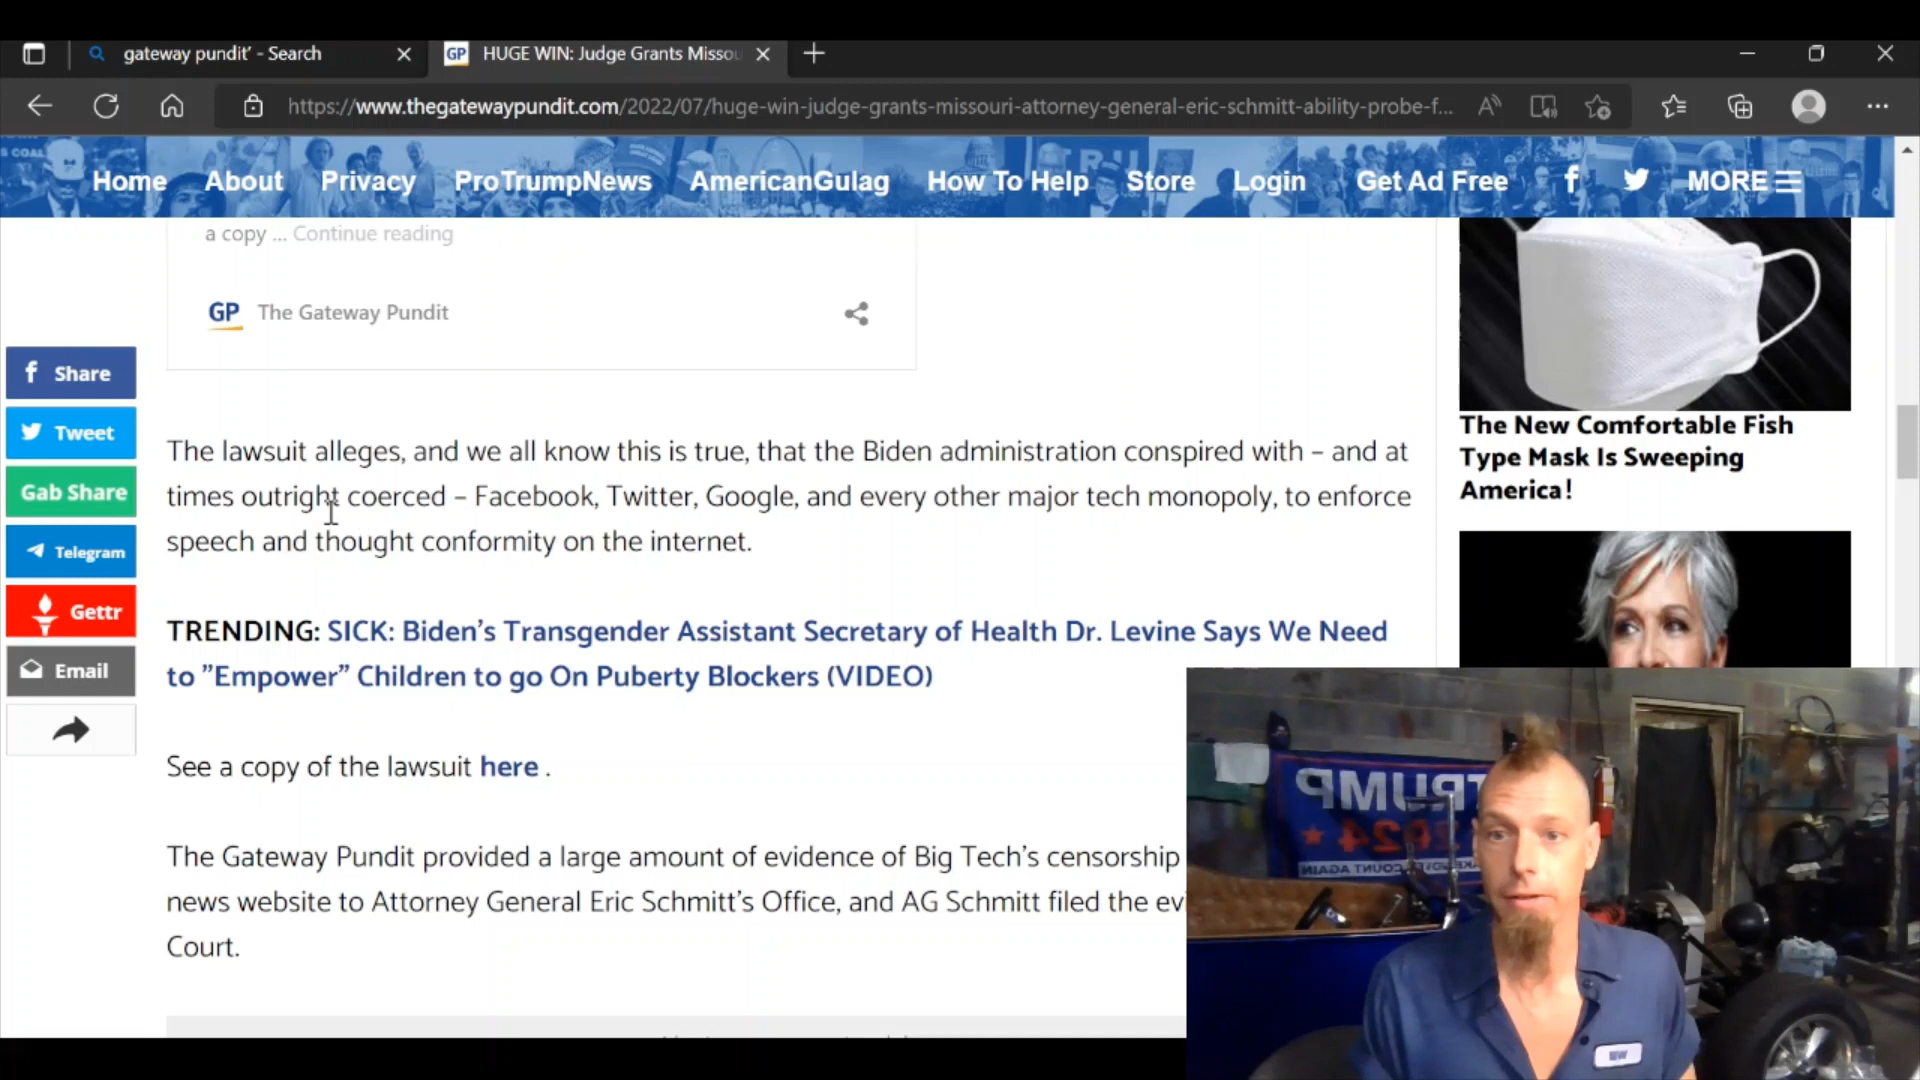 gateway pundit' - Search
GP HUGE WIN: Judge Grants Missou
https://www.thegatewaypundit.com/2022/07/huge-win-judge-grants-missouri-attorney-general-eric-schmitt-ability-probe-f...
S COAL
Home About Privacy ProTrumpNews AmericanGulag How To Help Store Login Get Ad Free MORE
a copy ... Continue reading
GP The Gateway Pundit
Share
Tweet
Gab Share
Telegram
Gettr
Email
The lawsuit alleges, and we all know this is true, that the Biden administration conspired with – and at
times outright coerced – Facebook, Twitter, Google, and every other major tech monopoly, to enforce
speech and thought conformity on the internet.
TRENDING: SICK: Biden's Transgender Assistant Secretary of Health Dr. Levine Says We Need
to "Empower" Children to go On Puberty Blockers (VIDEO)
See a copy of the lawsuit here .
The Gateway Pundit provided a large amount of evidence of Big Tech's censorship
news website to Attorney General Eric Schmitt's Office, and AG Schmitt filed the evi
Court.
The New Comfortable Fish
Type Mask Is Sweeping
America!
TRUMP
2024
COUNT AGAIN